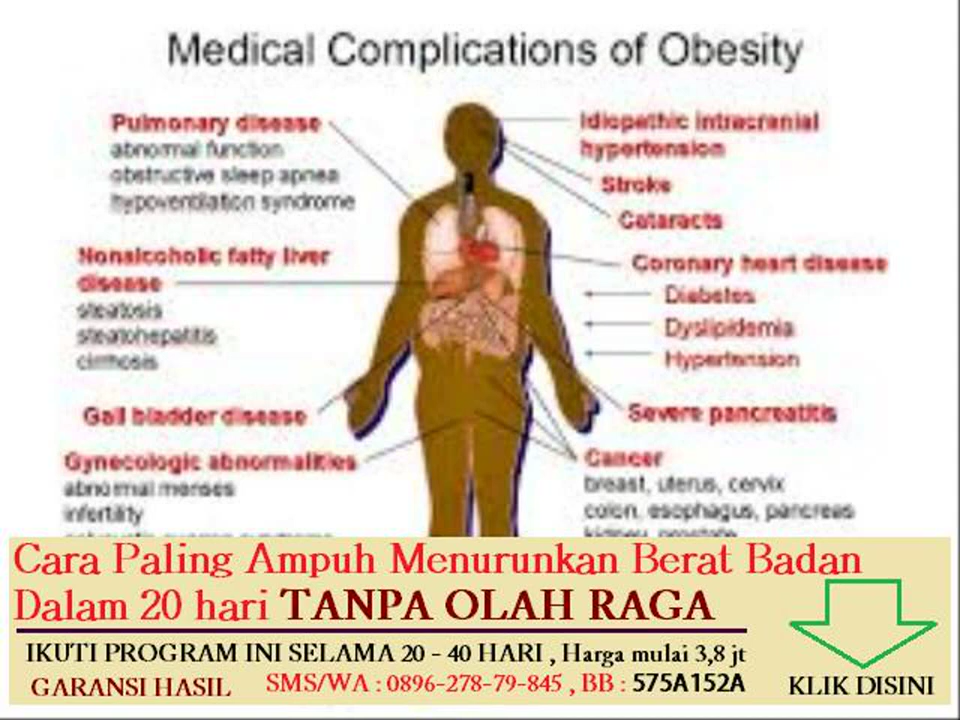 Medical Complications of Obesity
Pulmonary disease
abnormal function
obstructive sleep apnea
hypoventilation syndrome
Nonalcoholic fatty liver
disease
steatosis
steatohepatitis
cirrhosis
Gall bladder disease
Gynecologic abnormalities
abnormal menses
infertility
Idiopathic intracranial
hypertension
Stroke
Cataracts
Coronary heart disease
Diabetes
Dyslipidemia
Hypertension
Severe pancreatitis
Cancer
breast, uterus, cervix
colon, esophagus, pancreas
kidney, prostate
Cara Paling Ampuh Menurunkan Berat Badan
Dalam 20 hari TANPA OLAH RAGA
IKUTI PROGRAM INI SELAMA 20 - 40 HARI , Harga mulai 3,8 jt
GARANSI HASIL SMS/WA : 0896-278-79-845 , BB : 575A152A
KLIK DISINI